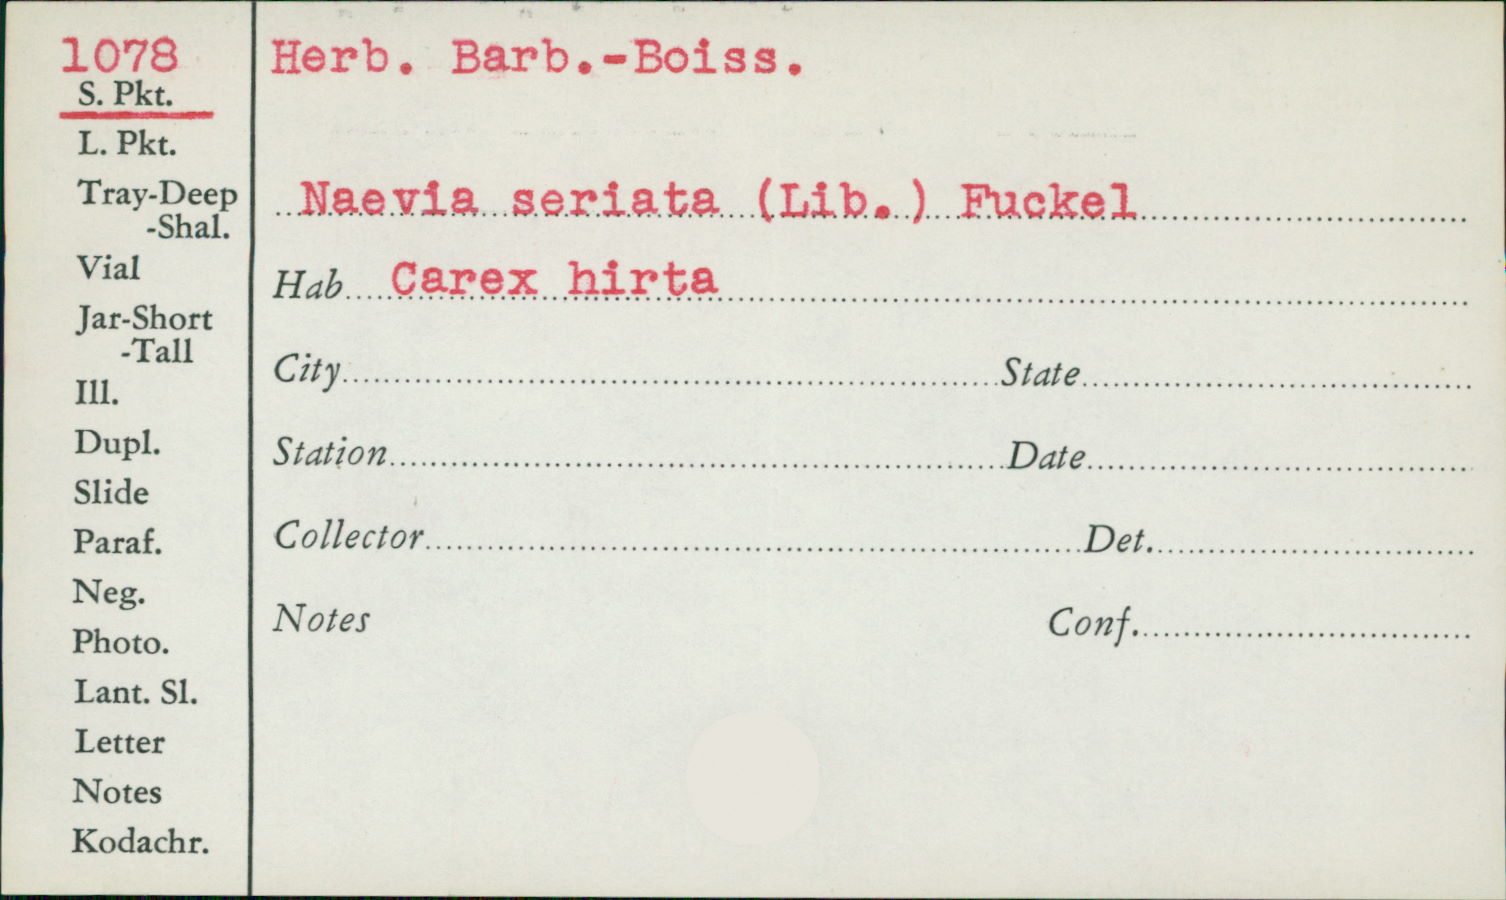 1078
S. Pkt.
L. Pkt.
Tray-Deep
-Shal.
Vial
Jar-Short
-Tall
Ill.
Dupl.
Slide
Paraf.
Neg.
Photo.
Lant. Sl.
Letter
Notes
Kodachr.
Herb. Barb.-Boiss.
Naevia seriata (Lib.) Fuckel
Hab Carex hirta
City State
Station Date
Collector Det.
Notes Conf.